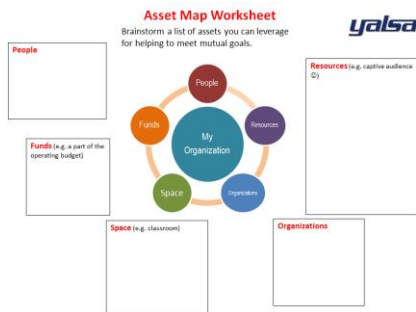 Asset Map Worksheet
Brainstorm a list of assets you can leverage
for helping to meet mutual goals.
yalsa
People
Resources (e.g. captive audience
☺)
People
Funds
Resources
My
Organization
Funds (e.g. a part of the
operating budget)
Space
Organizations
Space (e.g. classroom)
Organizations